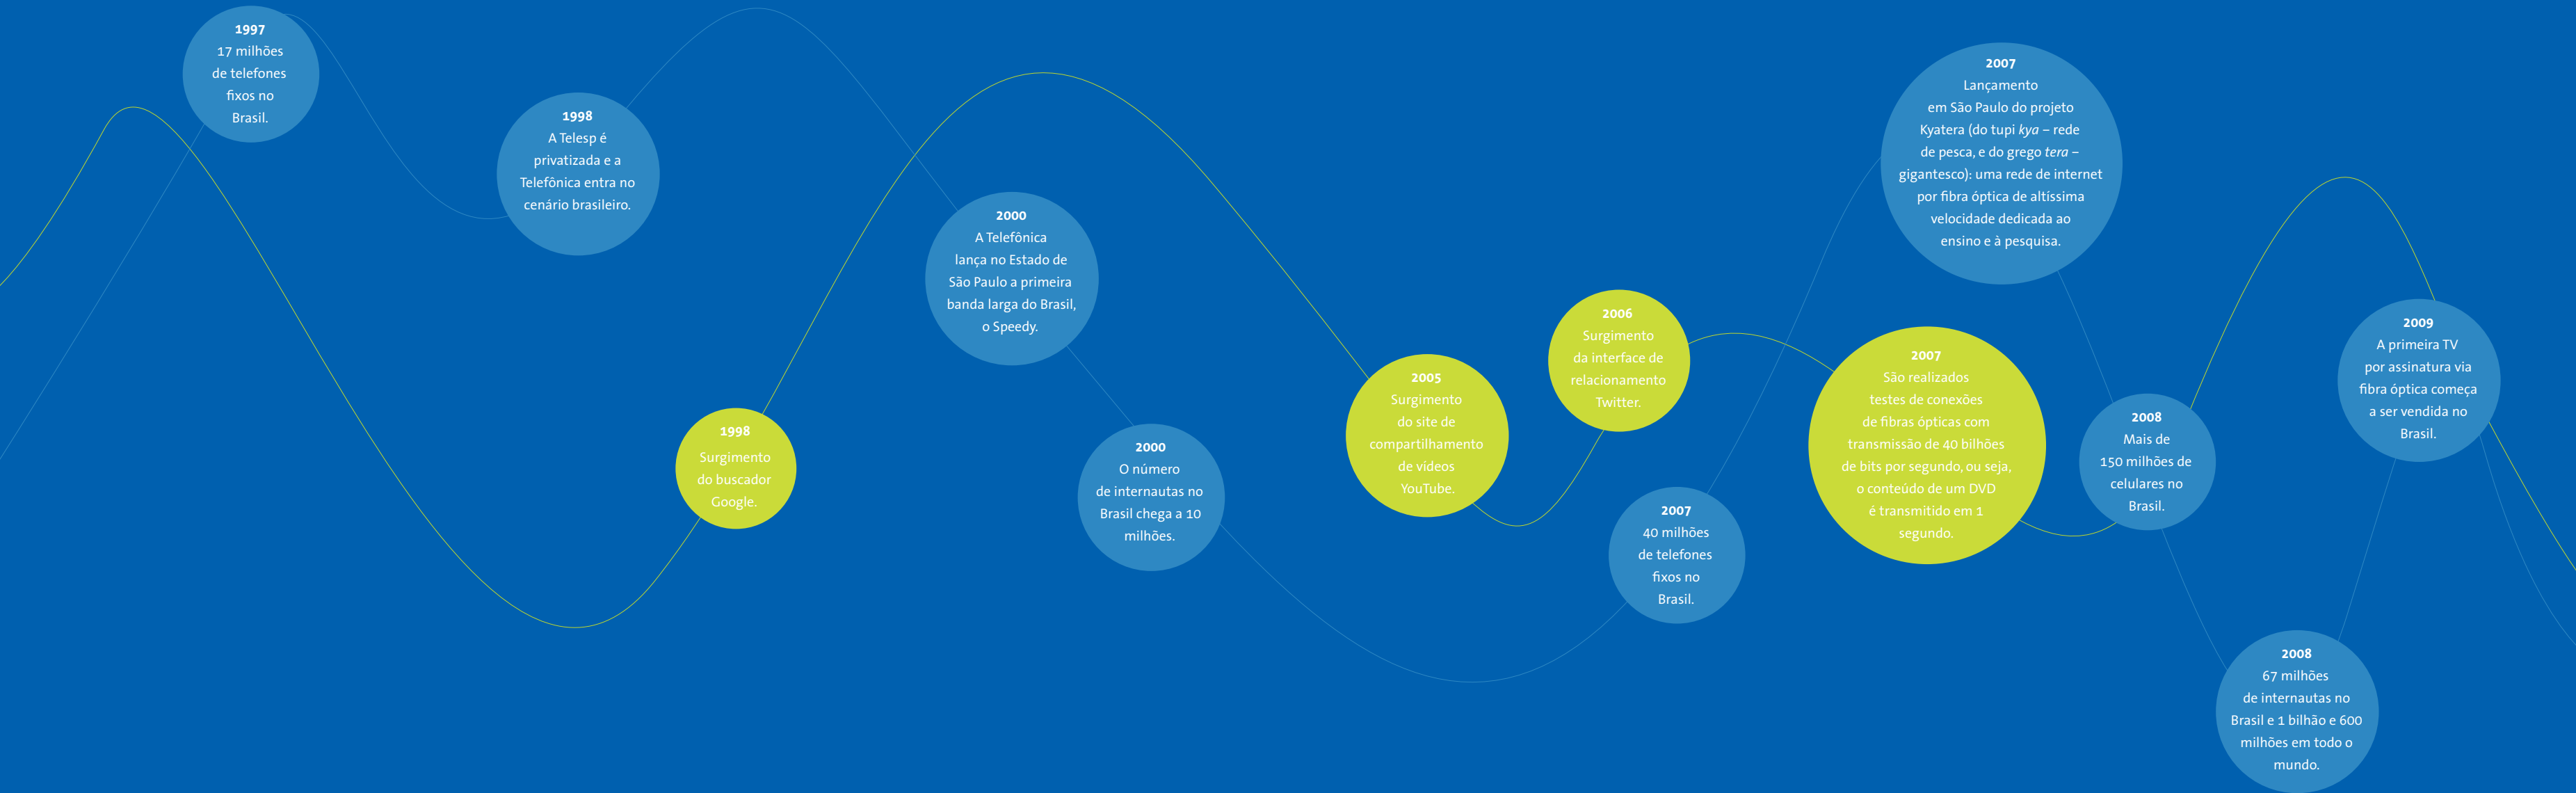 1997
17 milhões
de telefones
fixos no
Brasil.
1998
A Telesp é
privatizada e a
Telefônica entra no
cenário brasileiro.
1998
Surgimento
do buscador
Google.
2000
A Telefônica
lança no Estado de
São Paulo a primeira
banda larga do Brasil,
o Speedy.
2000
O número
de internautas no
Brasil chega a 10
milhões.
2005
Surgimento
do site de
compartilhamento
de vídeos
YouTube.
2006
Surgimento
da interface de
relacionamento
Twitter.
2007
40 milhões
de telefones
fixos no
Brasil.
2007
São realizados
testes de conexões
de fibras ópticas com
transmissão de 40 bilhões
de bits por segundo, ou seja,
o conteúdo de um DVD
é transmitido em 1
segundo.
2007
Lançamento
em São Paulo do projeto
Kyatera (do tupi kya – rede
de pesca, e do grego tera –
gigantesco): uma rede de internet
por fibra óptica de altíssima
velocidade dedicada ao
ensino e à pesquisa.
2008
Mais de
150 milhões de
celulares no
Brasil.
2008
67 milhões
de internautas no
Brasil e 1 bilhão e 600
milhões em todo o
mundo.
2009
A primeira TV
por assinatura via
fibra óptica começa
a ser vendida no
Brasil.